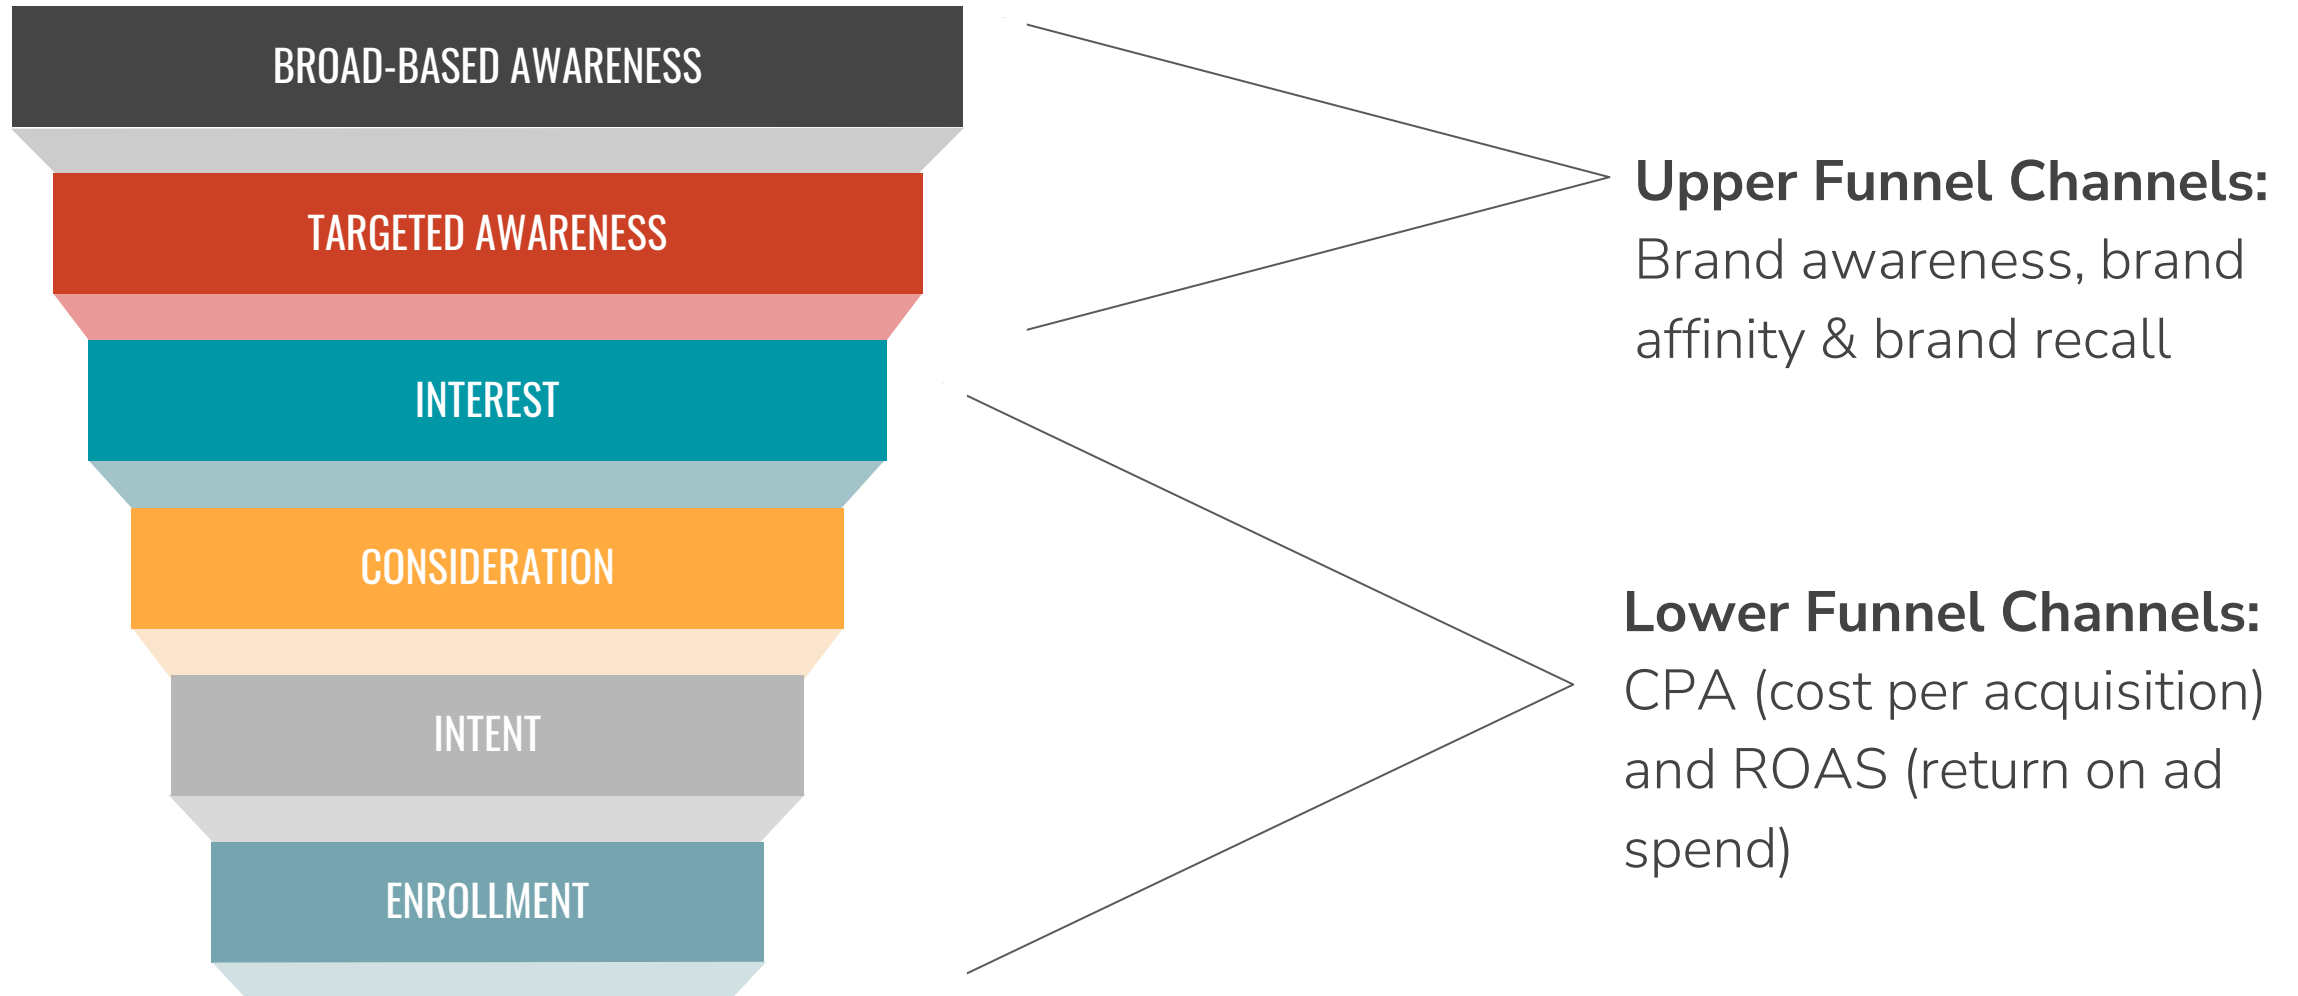 BROAD-BASED AWARENESS
TARGETED AWARENESS
INTEREST
CONSIDERATION
INTENT
ENROLLMENT
Upper Funnel Channels:
Brand awareness, brand
affinity & brand recall
Lower Funnel Channels:
CPA (cost per acquisition)
and ROAS (return on ad
spend)